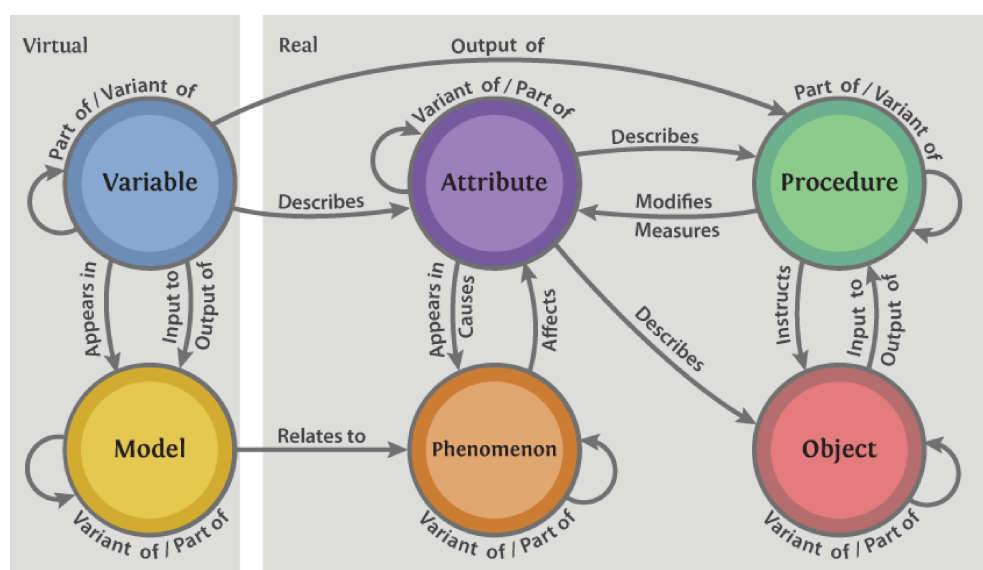 Virtual
Real
Output of
Part of / Variant of
Variant of / Part of
Part of / Variant of
Variable
Attribute
Procedure
Describes
Describes
Modifies
Measures
Appears in
Input to
Output of
Appears in
Causes
Affects
Describes
Instructs
Input to
Output of
Model
Relates to
Phenomenon
Object
Variant of / Part of
Variant of / Part of
Variant of / Part of